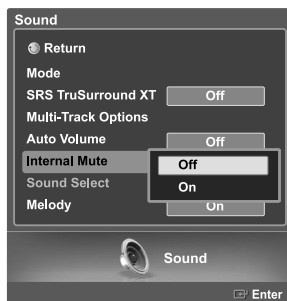 Sound
Return
Mode
SRS TruSurround XT Off
Multi-Track Options
Auto Volume Off
Internal Mute Off
Sound Select On
Melody On
Sound
Enter